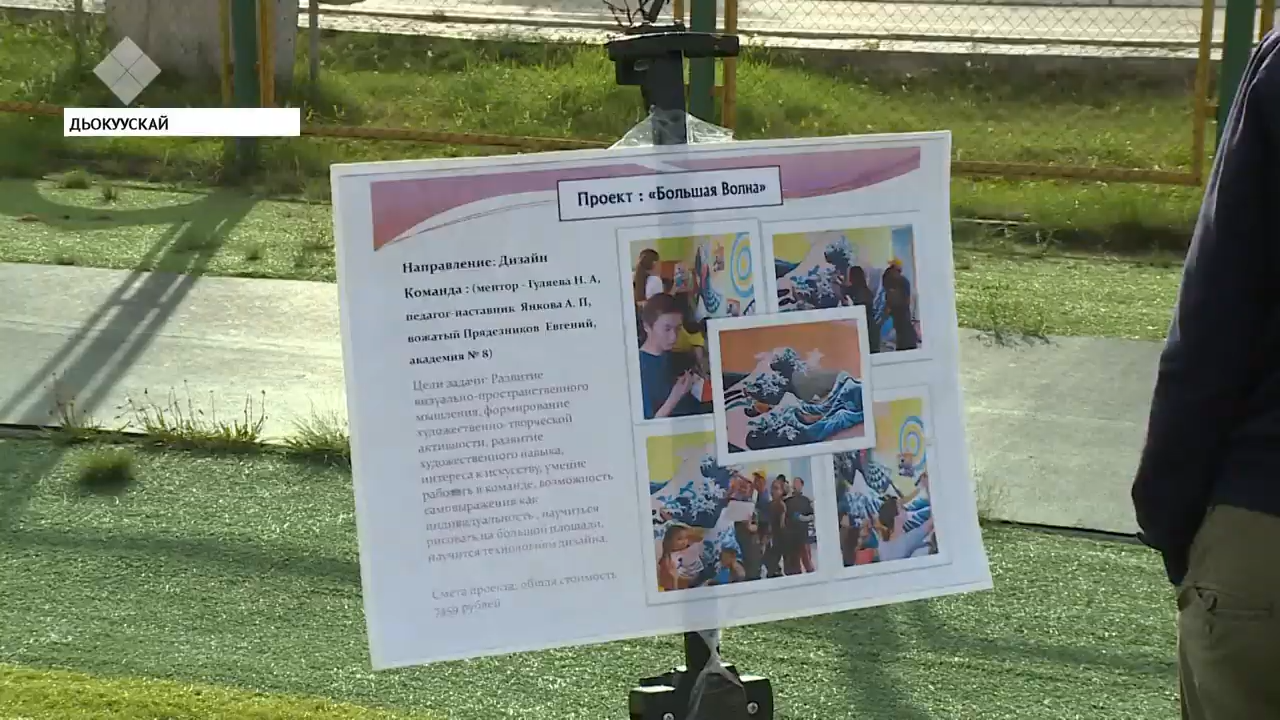 ДЬОКУУСКАЙ
Проект : «Большая Волна»
Направление: Дизайн
Команда : (ментор - Гуляева Н. А,
педагог-наставник Янкова А. П,
вожатый Прядезников Евгений,
академия № 8)
Цели задачи: Развитие
визуально-пространственного
мышления, формирование
художественно-творческой
активности, развитие
художественного навыка,
интереса к искусству, умение
работать в команде, возможность
самовыражения как
индивидуальность, научиться
рисовать на большой площади,
научится технологиям дизайна.
Смета проекта: общая стоимость
7459 рублей